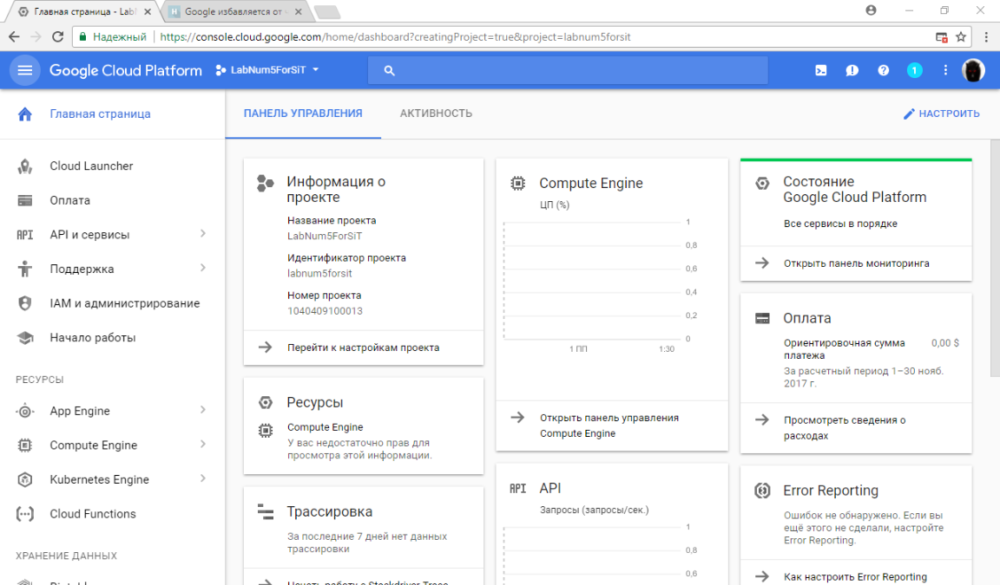 Главная страница - Lab
Google избавляется от
Надежный
https://console.cloud.google.com/home/dashboard?creatingProject=true&project=labnum5forsit
Google Cloud Platform
LabNum5ForSiT
1
Главная страница
ПАНЕЛЬ УПРАВЛЕНИЯ
АКТИВНОСТЬ
НАСТРОИТЬ
Cloud Launcher
Оплата
API
API и сервисы
Поддержка
IAM и администрирование
Начало работы
РЕСУРСЫ
App Engine
Compute Engine
Kubernetes Engine
Cloud Functions
ХРАНЕНИЕ ДАННЫХ
Информация о
проекте
Название проекта
LabNum5ForSiT
Идентификатор проекта
labnum5forsit
Номер проекта
1040409100013
Перейти к настройкам проекта
Ресурсы
Compute Engine
У вас недостаточно прав для
просмотра этой информации.
Трассировка
За последние 7 дней нет данных
трассировки
Начать работу с Stackdriver Trace
Compute Engine
ЦП (%)
1
0,8
0,6
0,4
0,2
0
1 ПП
1:30
Открыть панель управления
Compute Engine
API
API
Запросы (запросы/сек.)
1
0,8
0,6
Состояние
Google Cloud Platform
Все сервисы в порядке
Открыть панель мониторинга
Оплата
Ориентировочная сумма
платежа
0,00 $
За расчетный период 1–30 нояб.
2017 г.
Просмотреть сведения о
расходах
Error Reporting
Ошибок не обнаружено. Если вы
ещё этого не сделали, настройте
Error Reporting.
Как настроить Error Reporting